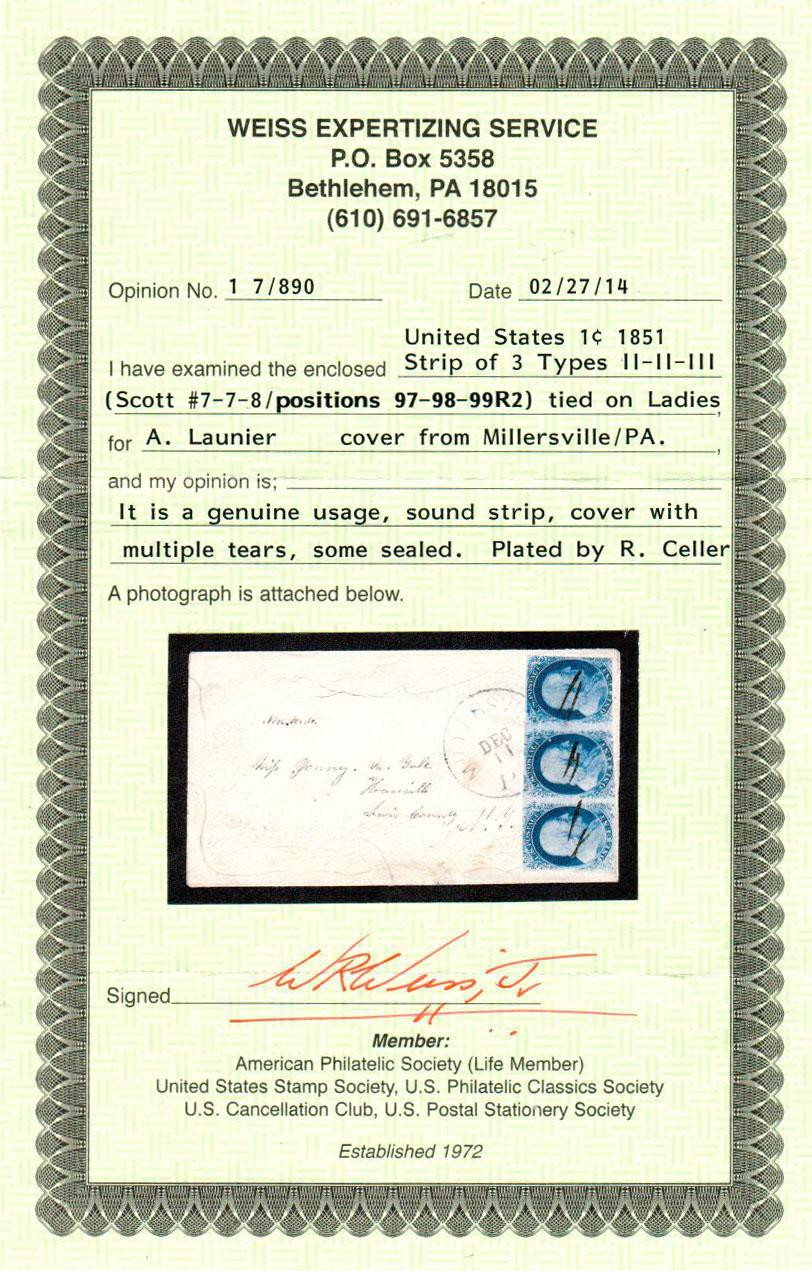 WEISS EXPERTIZING SERVICE
P.O. Box 5358
Bethlehem, PA 18015
(610) 691-6857
Opinion No. 1 7/890 Date 02/27/14
United States 1¢ 1851
I have examined the enclosed Strip of 3 Types II-II-III
(Scott #7-7-8/positions 97-98-99R2) tied on Ladies,
for A. Launier cover from Millersville/PA.,
and my opinion is;
It is a genuine usage, sound strip, cover with
multiple tears, some sealed. Plated by R. Celler
A photograph is attached below.
DEC
11
Miss
N.Y.
Signed WRWeiss, Jr
Member:
American Philatelic Society (Life Member)
United States Stamp Society, U.S. Philatelic Classics Society
U.S. Cancellation Club, U.S. Postal Stationery Society
Established 1972